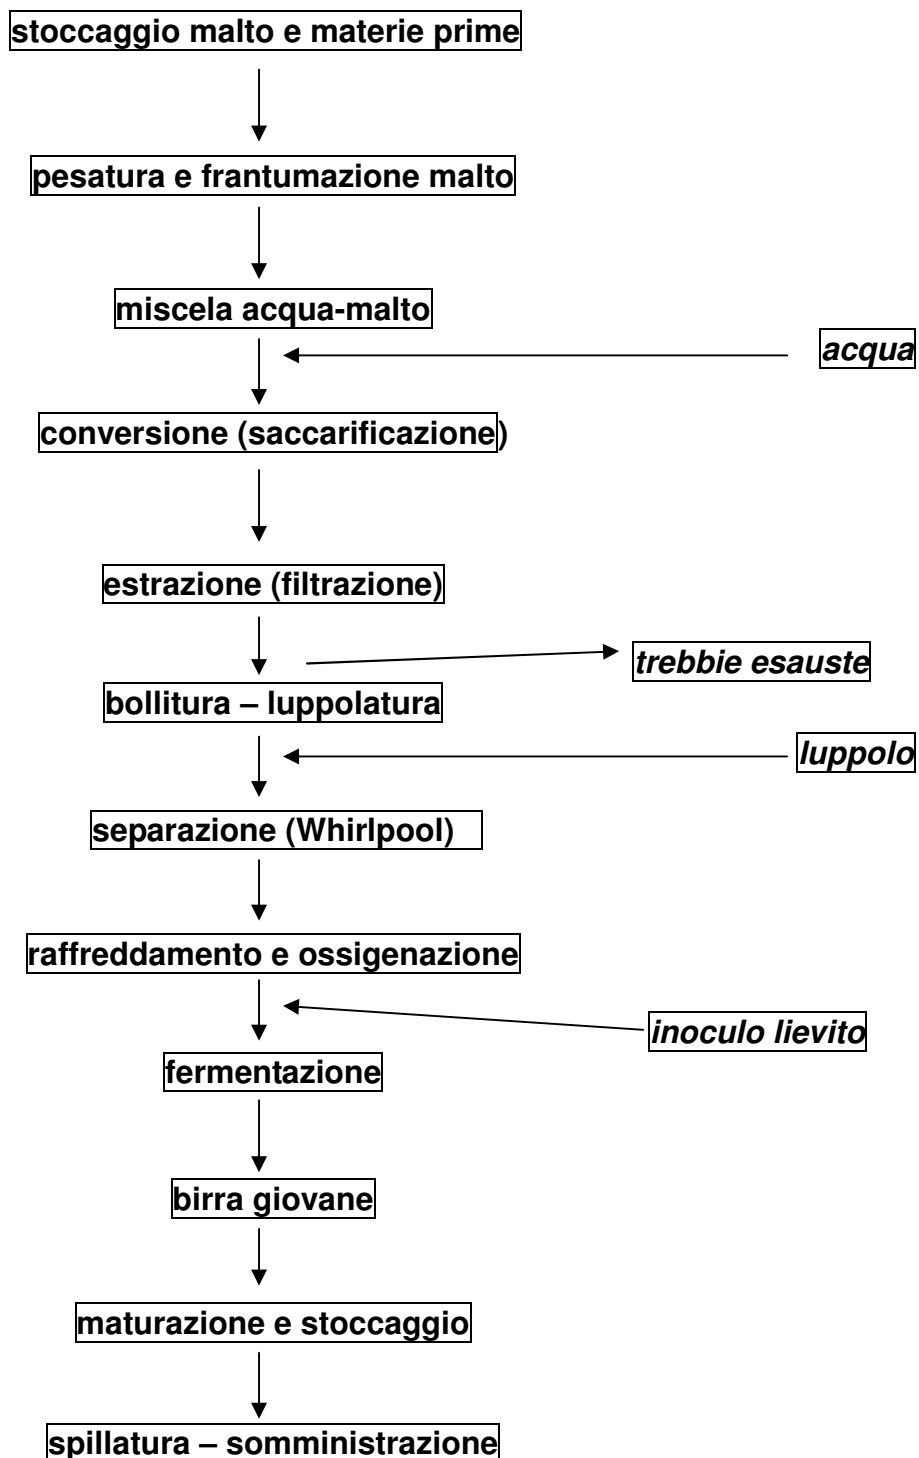 stoccaggio malto e materie prime
pesatura e frantumazione malto
miscela acqua-malto
acqua
conversione (saccarificazione)
estrazione (filtrazione)
trebbie esauste
bollitura – luppolatura
luppolo
separazione (Whirlpool)
raffreddamento e ossigenazione
inoculo lievito
fermentazione
birra giovane
maturazione e stoccaggio
spillatura – somministrazione